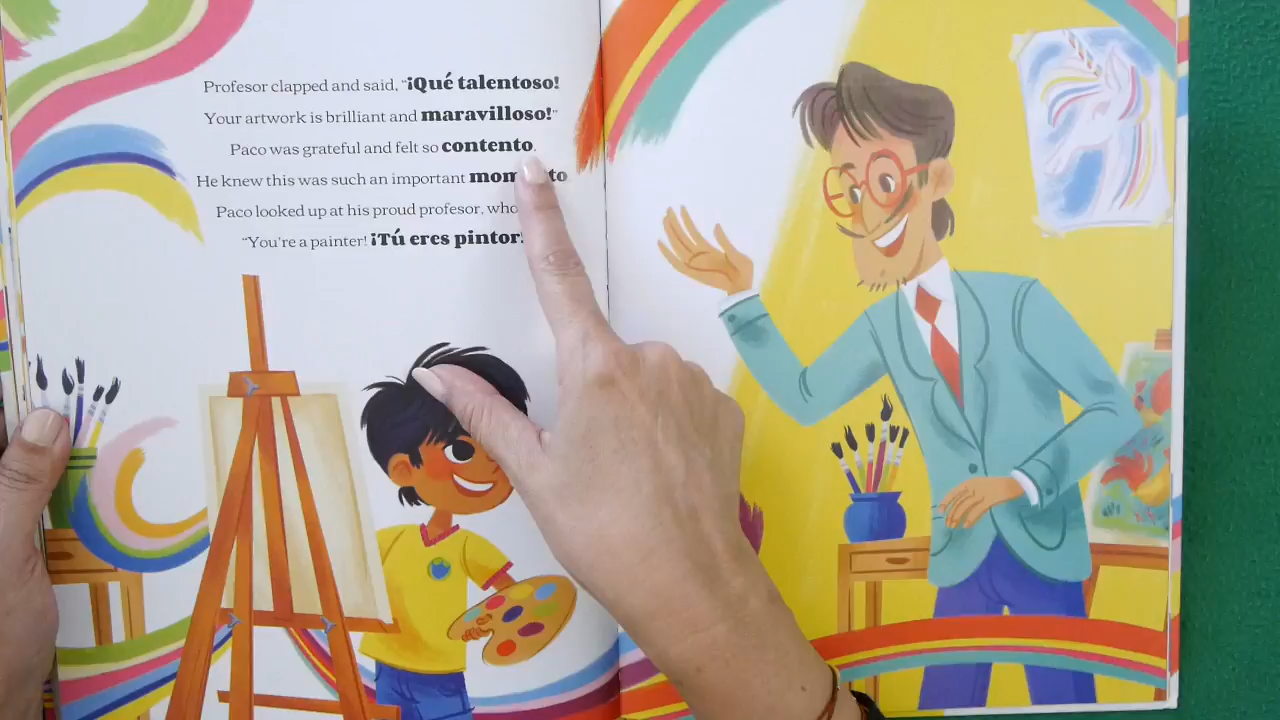 Profesor clapped and said, "¡Qué talentoso!
Your artwork is brilliant and maravilloso!"
Paco was grateful and felt so contento.
He knew this was such an important
Paco looked up at his proud profesor, who
"You're a painter! ¡Tú eres pintor!